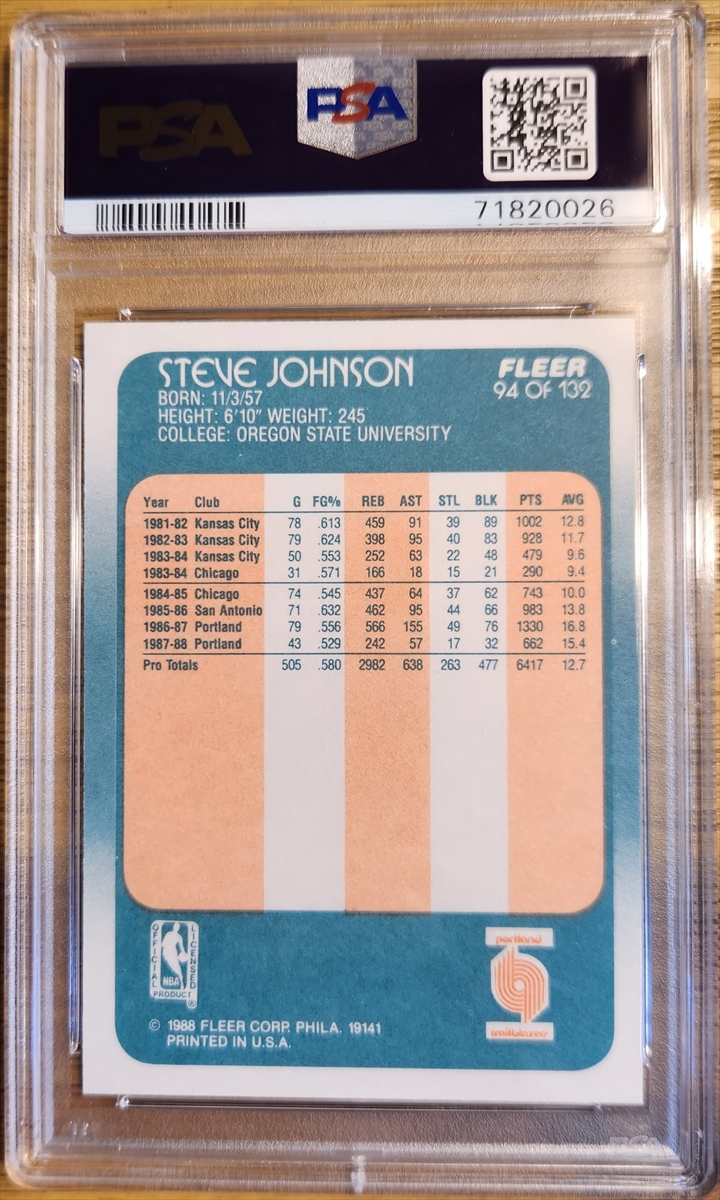 PSA
PSA
71820026
STEVE JOHNSON
FLEER
94 OF 132
BORN: 11/3/57
HEIGHT: 6'10" WEIGHT: 245
COLLEGE: OREGON STATE UNIVERSITY
Year Club G FG% REB AST STL BLK PTS AVG
1981-82 Kansas City 78 .613 459 91 39 89 1002 12.8
1982-83 Kansas City 79 .624 398 95 40 83 928 11.7
1983-84 Kansas City 50 .553 252 63 22 48 479 9.6
1983-84 Chicago 31 .571 166 18 15 21 290 9.4
1984-85 Chicago 74 .545 437 64 37 62 743 10.0
1985-86 San Antonio 71 .632 462 95 44 66 983 13.8
1986-87 Portland 79 .556 566 155 49 76 1330 16.8
1987-88 Portland 43 .529 242 57 17 32 662 15.4
Pro Totals 505 .580 2982 638 263 477 6417 12.7
OFFICIAL
LICENSED
NBA
PRODUCT ®
portland
trailblazers
© 1988 FLEER CORP. PHILA. 19141
PRINTED IN U.S.A.
PSA